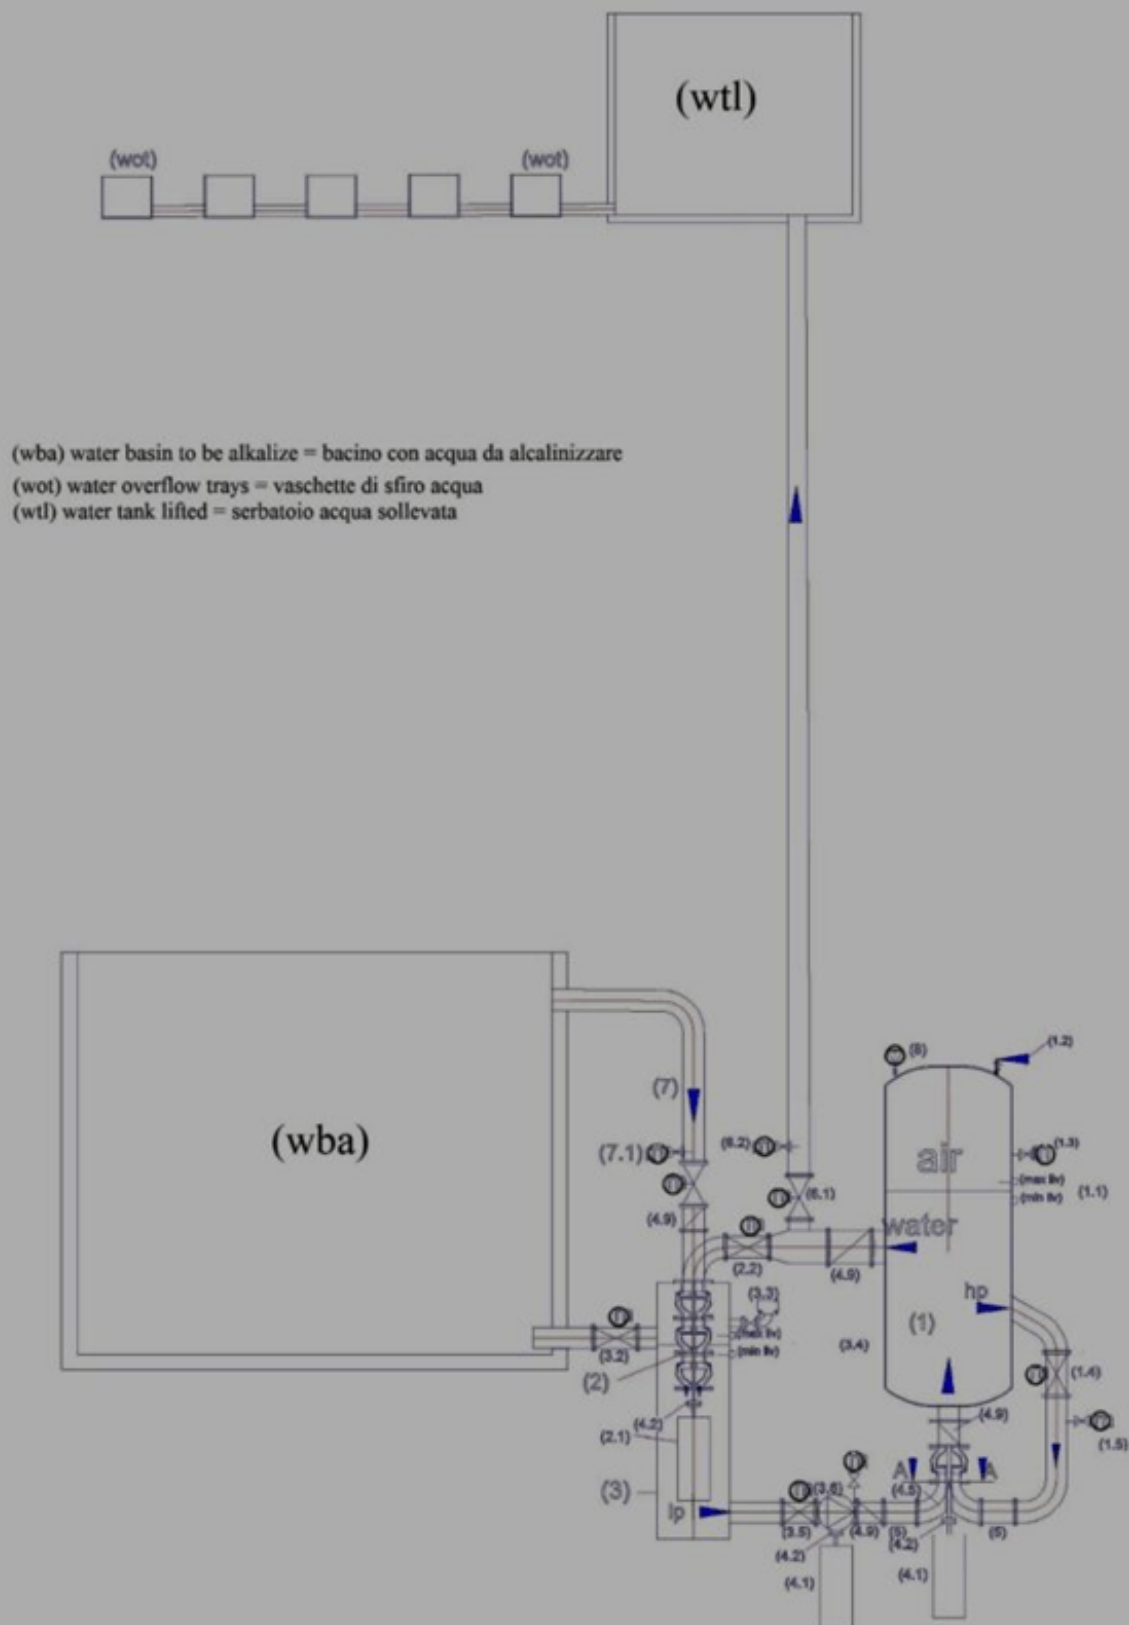 (wtl)
(wot) (wot)
(wba) water basin to be alkalize = bacino con acqua da alcalinizzare
(wot) water overflow trays = vaschette di sfiro acqua
(wtl) water tank lifted = serbatoio acqua sollevata
(8) (1.2)
(7)
(wba)
(7.1) (6.2) air (1.3)
(max liv)
(min liv) (1.1)
(6.1)
(4.9) water
(2.2) (4.9)
(3.3) hp
(max liv) (1)
(3.2) (min liv) (3.4)
(2) (1.4)
(4.2) (4.9)
(2.1) (1.5)
A A
(3) (3.6) (4.5)
lp
(3.5) (4.9) (5) (4.2) (5)
(4.2)
(4.1) (4.1)